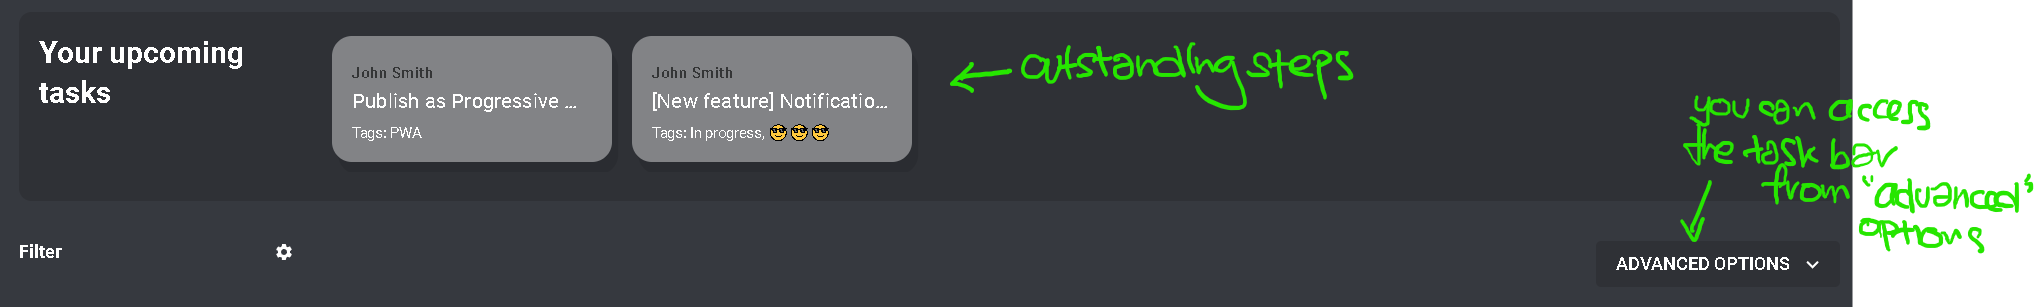 Your upcoming
tasks
John Smith
Publish as Progressive ...
Tags: PWA
John Smith
[New feature] Notificatio...
Tags: In progress, 😎😎😎
← outstanding steps
you can access
the task bar
from "advanced"
options
Filter
ADVANCED OPTIONS